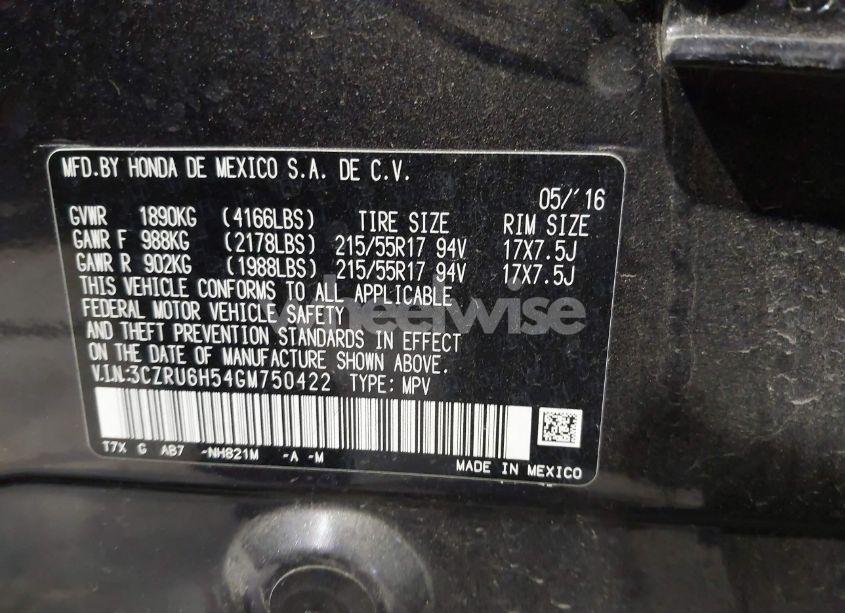 MFD.BY HONDA DE MEXICO S.A. DE C.V.
05/'16
GVWR 1890KG (4166LBS) TIRE SIZE RIM SIZE
GAWR F 988KG (2178LBS) 215/55R17 94V 17X7.5J
GAWR R 902KG (1988LBS) 215/55R17 94V 17X7.5J
THIS VEHICLE CONFORMS TO ALL APPLICABLE
FEDERAL MOTOR VEHICLE SAFETY
AND THEFT PREVENTION STANDARDS IN EFFECT
ON THE DATE OF MANUFACTURE SHOWN ABOVE.
V.I.N:3CZRU6H54GM750422 TYPE: MPV
T7X G AB7 -NH821M -A -M
MADE IN MEXICO
wheelwise